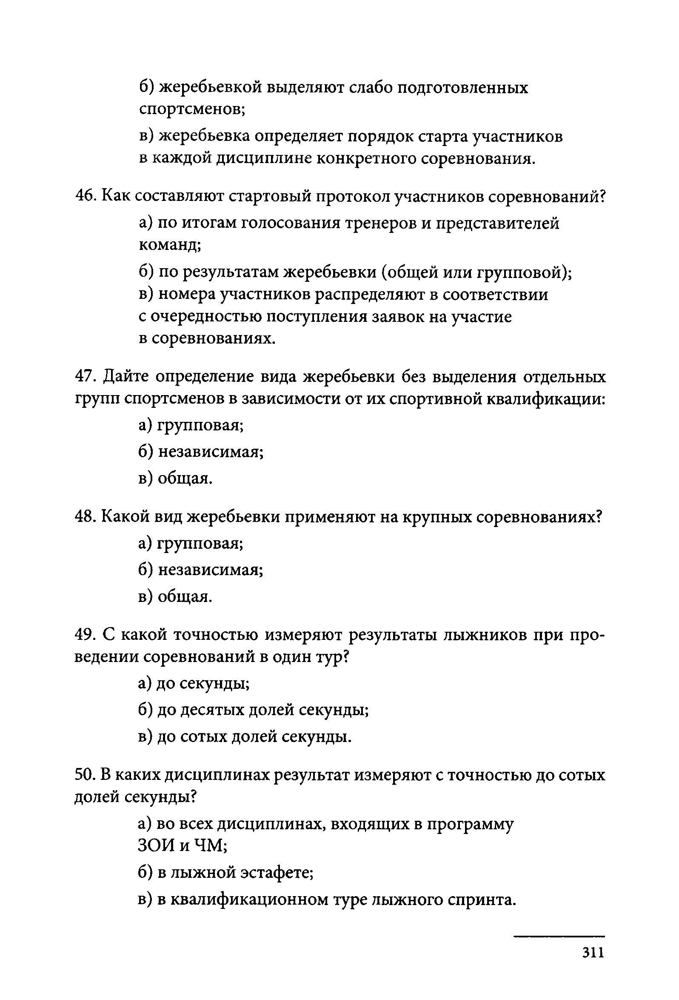 б) жеребьевкой выделяют слабо подготовленных
спортсменов;
в) жеребьевка определяет порядок старта участников
в каждой дисциплине конкретного соревнования.
46. Как составляют стартовый протокол участников соревнований?
а) по итогам голосования тренеров и представителей
команд;
б) по результатам жеребьевки (общей или групповой);
в) номера участников распределяют в соответствии
с очередностью поступления заявок на участие
в соревнованиях.
47. Дайте определение вида жеребьевки без выделения отдельных
групп спортсменов в зависимости от их спортивной квалификации:
а) групповая;
б) независимая;
в) общая.
48. Какой вид жеребьевки применяют на крупных соревнованиях?
а) групповая;
б) независимая;
в) общая.
49. С какой точностью измеряют результаты лыжников при про-
ведении соревнований в один тур?
а) до секунды;
б) до десятых долей секунды;
в) до сотых долей секунды.
50. В каких дисциплинах результат измеряют с точностью до сотых
долей секунды?
а) во всех дисциплинах, входящих в программу
ЗОИ и ЧМ;
б) в лыжной эстафете;
в) в квалификационном туре лыжного спринта.
311